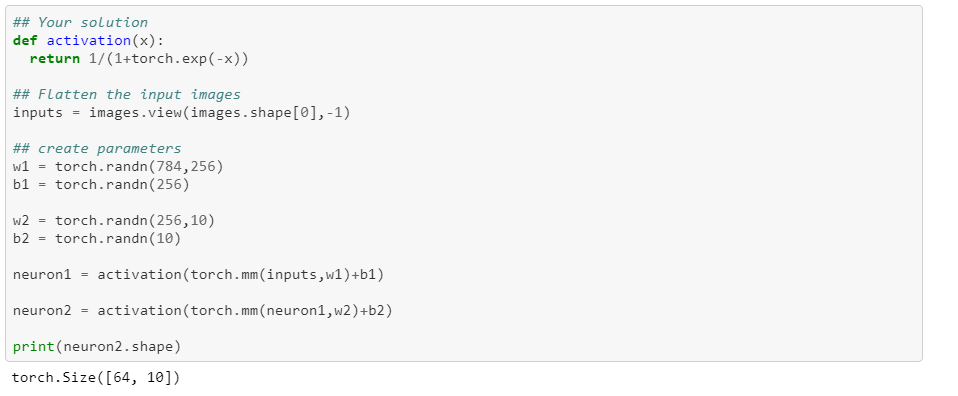 ## Your solution
def activation(x):
  return 1/(1+torch.exp(-x))
## Flatten the input images
inputs = images.view(images.shape[0],-1)
## create parameters
w1 = torch.randn(784,256)
b1 = torch.randn(256)
w2 = torch.randn(256,10)
b2 = torch.randn(10)
neuron1 = activation(torch.mm(inputs,w1)+b1)
neuron2 = activation(torch.mm(neuron1,w2)+b2)
print(neuron2.shape)
torch.Size([64, 10])